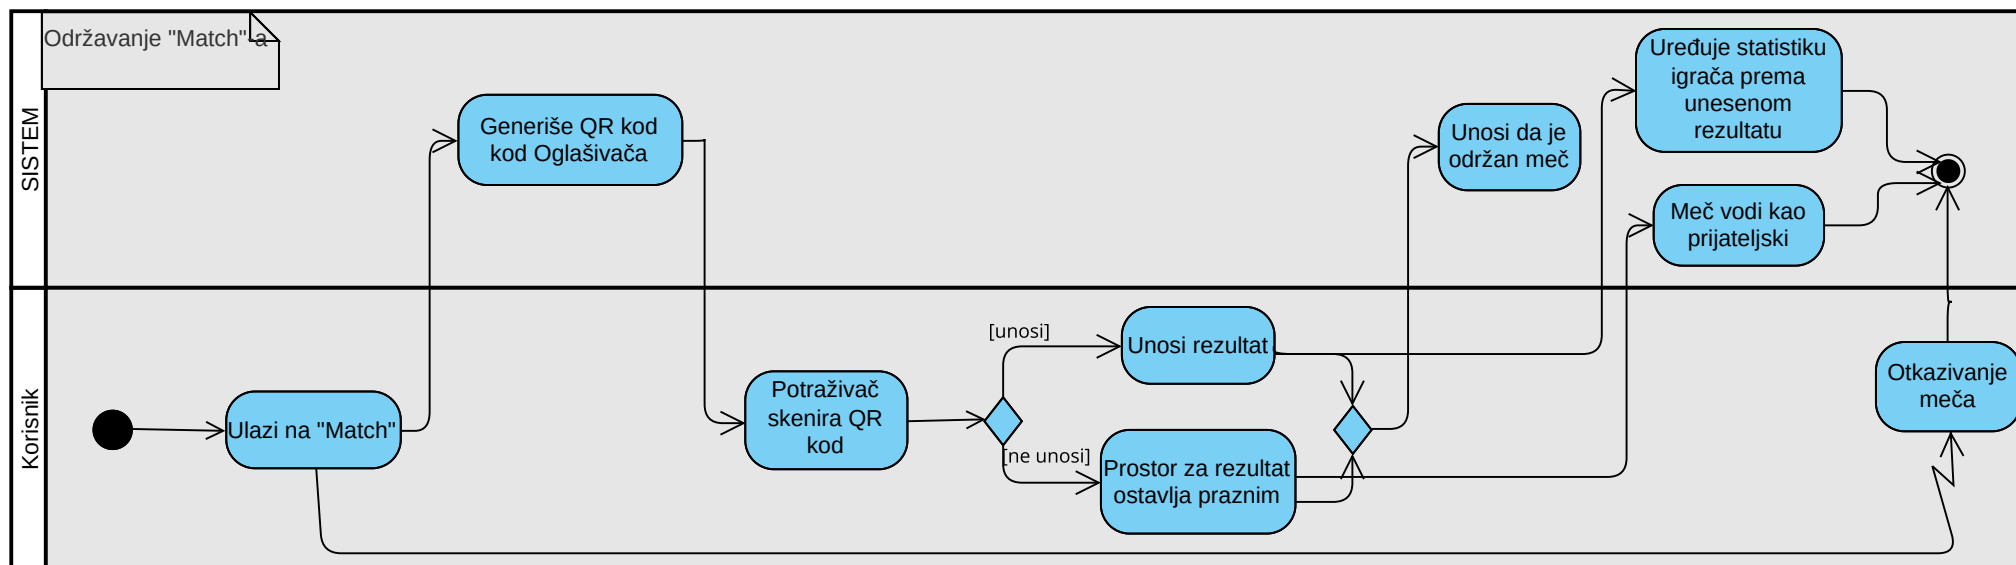 Održavanje "Match"-a
SISTEM
Generiše QR kod
kod Oglašivača
Unosi da je
održan meč
Uređuje statistiku
igrača prema
unesenom
rezultatu
Meč vodi kao
prijateljski
Korisnik
Ulazi na "Match"
Potraživač
skenira QR
kod
[unosi]
[ne unosi]
Unosi rezultat
Prostor za rezultat
ostavlja praznim
Otkazivanje
meča